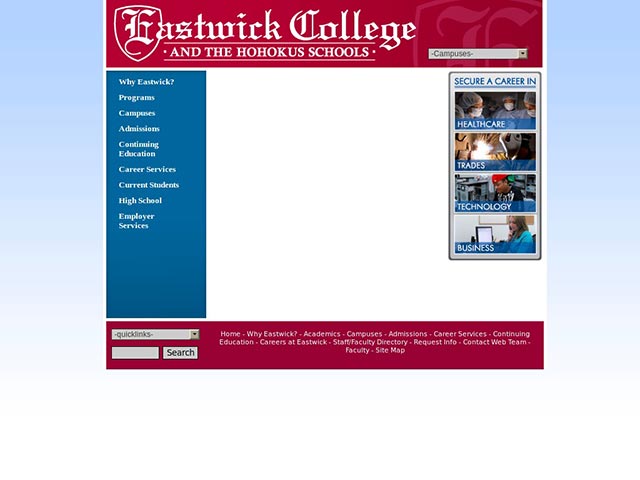 Eastwick College
· AND THE HOHOKUS SCHOOLS ·
-Campuses-
Why Eastwick?
Programs
Campuses
Admissions
Continuing
Education
Career Services
Current Students
High School
Employer
Services
SECURE A CAREER IN
HEALTHCARE
TRADES
TECHNOLOGY
BUSINESS
-quicklinks-
Search
Home - Why Eastwick? - Academics - Campuses - Admissions - Career Services - Continuing
Education - Careers at Eastwick - Staff/Faculty Directory - Request Info - Contact Web Team -
Faculty - Site Map